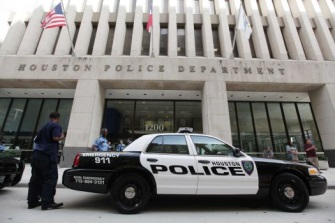 HOUSTON POLICE DEPARTMENT
1200
EMERGENCY
911
HOUSTON
POLICE